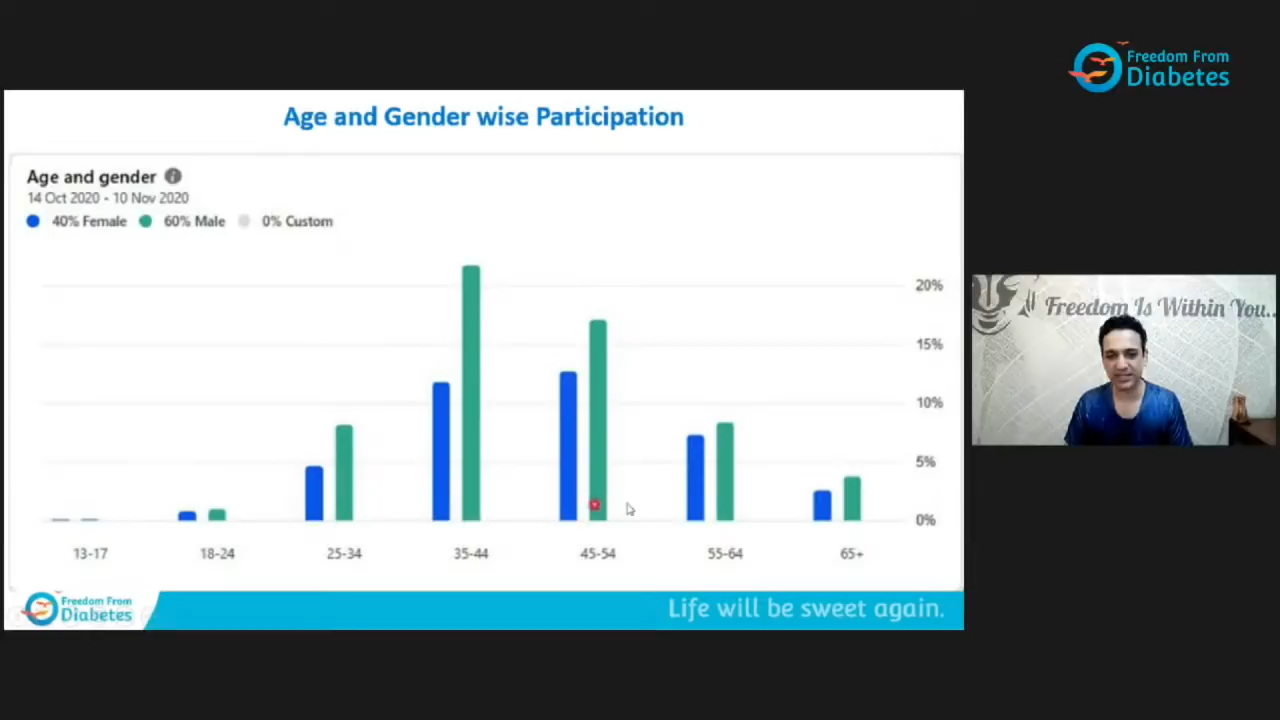 Freedom From
Diabetes
Age and Gender wise Participation
Age and gender
14 Oct 2020 - 10 Nov 2020
40% Female 60% Male 0% Custom
20%
15%
10%
5%
0%
13-17 18-24 25-34 35-44 45-54 55-64 65+
Freedom From
Diabetes
Life will be sweet again.
Freedom Is Within You..